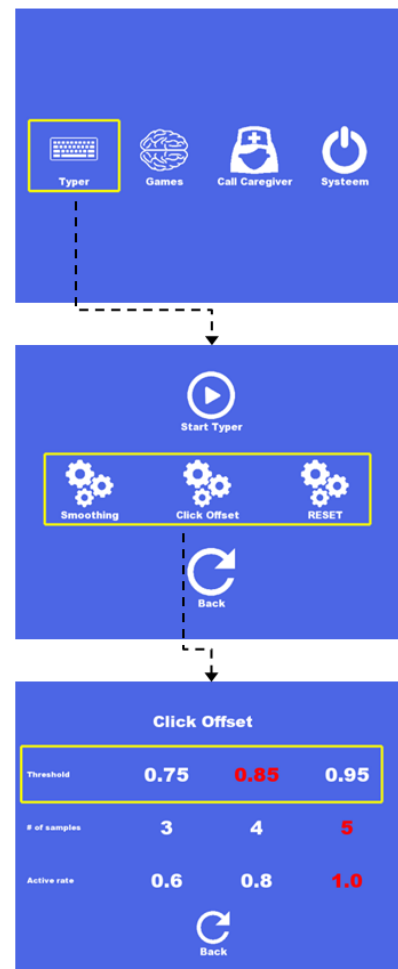 Typer Games Call Caregiver Systeem
Start Typer
Smoothing Click Offset RESET
Back
Click Offset
Threshold 0.75 0.85 0.95
# of samples 3 4 5
Active rate 0.6 0.8 1.0
Back